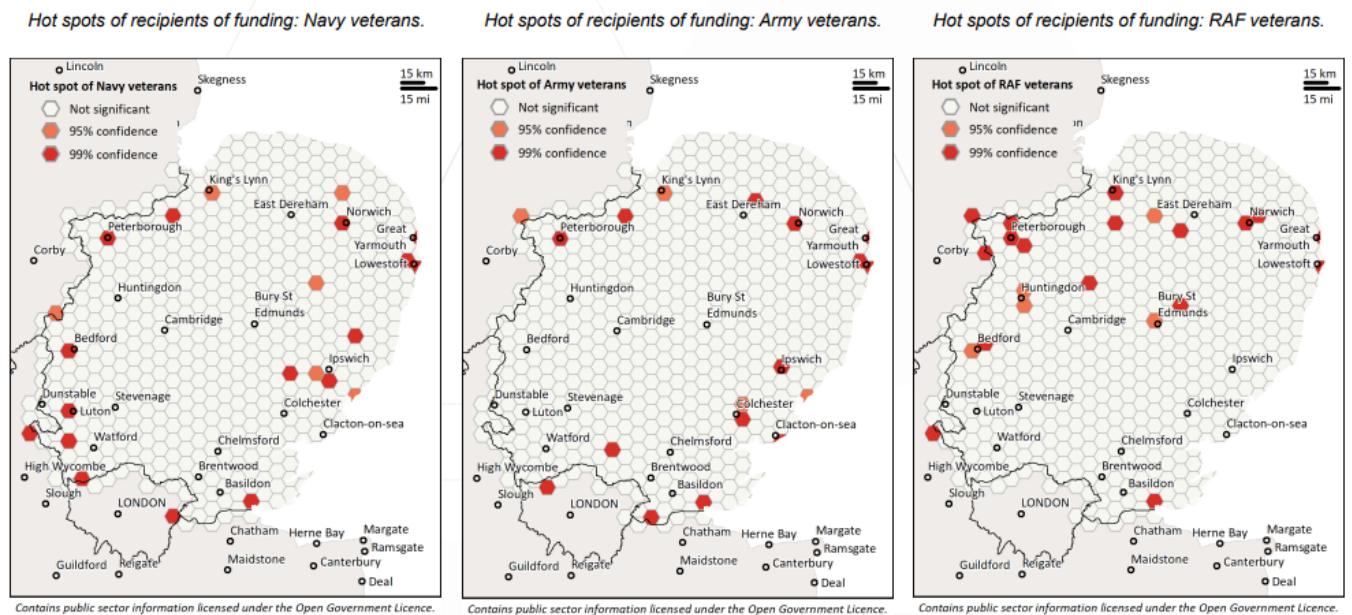 Hot spots of recipients of funding: Navy veterans.
Lincoln
Skegness
15 km
15 mi
Hot spot of Navy veterans
Not significant
95% confidence
99% confidence
King's Lynn
East Dereham
Norwich
Peterborough
Great
Yarmouth
Corby
Lowestoft
Huntingdon
Bury St
Edmunds
Cambridge
Bedford
Ipswich
Dunstable
Stevenage
Luton
Colchester
Clacton-on-sea
Watford
Chelmsford
High Wycombe
Brentwood
Basildon
Slough
LONDON
Chatham
Herne Bay
Margate
Ramsgate
Maidstone
Canterbury
Guildford
Reigate
Deal
Contains public sector information licensed under the Open Government Licence.
Hot spots of recipients of funding: Army veterans.
Lincoln
Skegness
15 km
15 mi
Hot spot of Army veterans
Not significant
95% confidence
99% confidence
King's Lynn
East Dereham
Norwich
Peterborough
Great
Yarmouth
Corby
Lowestoft
Huntingdon
Bury St
Edmunds
Cambridge
Bedford
Ipswich
Dunstable
Stevenage
Luton
Colchester
Clacton-on-sea
Watford
Chelmsford
High Wycombe
Brentwood
Basildon
Slough
LONDON
Chatham
Herne Bay
Margate
Ramsgate
Maidstone
Canterbury
Guildford
Reigate
Deal
Contains public sector information licensed under the Open Government Licence.
Hot spots of recipients of funding: RAF veterans.
Lincoln
Skegness
15 km
15 mi
Hot spot of RAF veterans
Not significant
95% confidence
99% confidence
King's Lynn
East Dereham
Norwich
Peterborough
Great
Yarmouth
Corby
Lowestoft
Huntingdon
Bury St
Edmunds
Cambridge
Bedford
Ipswich
Dunstable
Stevenage
Luton
Colchester
Clacton-on-sea
Watford
Chelmsford
High Wycombe
Brentwood
Basildon
Slough
LONDON
Chatham
Herne Bay
Margate
Ramsgate
Maidstone
Canterbury
Guildford
Reigate
Deal
Contains public sector information licensed under the Open Government Licence.